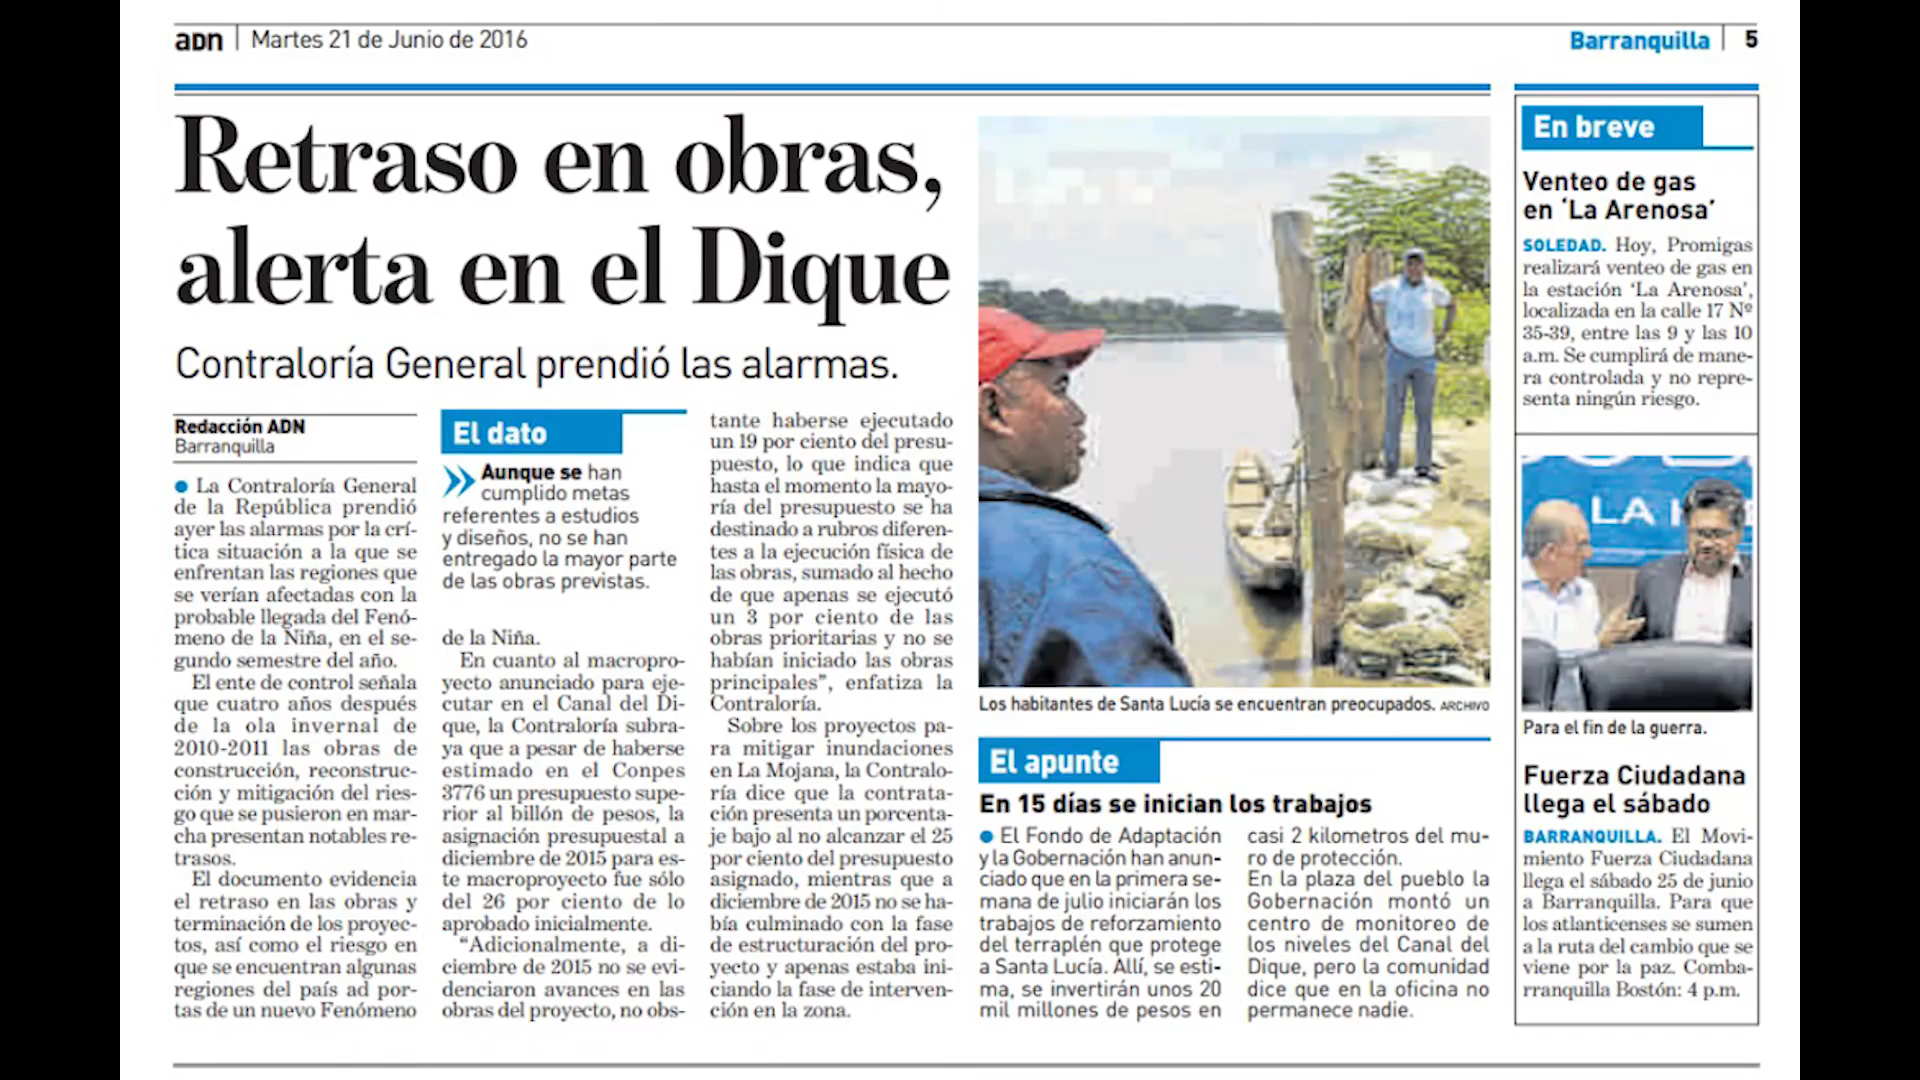 aDN | Martes 21 de Junio de 2016
Barranquilla | 5
Retraso en obras,
alerta en el Dique
Contraloría General prendió las alarmas.
Redacción ADN
Barranquilla
● La Contraloría General
de la República prendió
ayer las alarmas por la crí-
tica situación a la que se
enfrentan las regiones que
se verían afectadas con la
probable llegada del Fenó-
meno de la Niña, en el se-
gundo semestre del año.
El ente de control señala
que cuatro años después
de la ola invernal de
2010-2011 las obras de
construcción, reconstruc-
ción y mitigación del ries-
go que se pusieron en mar-
cha presentan notables re-
trasos.
El documento evidencia
el retraso en las obras y
terminación de los proyec-
tos, así como el riesgo en
que se encuentran algunas
regiones del país ad por-
tas de un nuevo Fenómeno
El dato
Aunque se han
cumplido metas
referentes a estudios
y diseños, no se han
entregado la mayor parte
de las obras previstas.
de la Niña.
En cuanto al macropro-
yecto anunciado para eje-
cutar en el Canal del Di-
que, la Contraloría subra-
ya que a pesar de haberse
estimado en el Conpes
3776 un presupuesto supe-
rior al billón de pesos, la
asignación presupuestal a
diciembre de 2015 para es-
te macroproyecto fue sólo
del 26 por ciento de lo
aprobado inicialmente.
“Adicionalmente, a di-
ciembre de 2015 no se evi-
denciaron avances en las
obras del proyecto, no obs-
tante haberse ejecutado
un 19 por ciento del presu-
puesto, lo que indica que
hasta el momento la mayo-
ría del presupuesto se ha
destinado a rubros diferen-
tes a la ejecución física de
las obras, sumado al hecho
de que apenas se ejecutó
un 3 por ciento de las
obras prioritarias y no se
habían iniciado las obras
principales”, enfatiza la
Contraloría.
Sobre los proyectos pa-
ra mitigar inundaciones
en La Mojana, la Contralo-
ría dice que la contrata-
ción presenta un porcenta-
je bajo al no alcanzar el 25
por ciento del presupuesto
asignado, mientras que a
diciembre de 2015 no se ha-
bía culminado con la fase
de estructuración del pro-
yecto y apenas estaba ini-
ciando la fase de interven-
ción en la zona.
Los habitantes de Santa Lucía se encuentran preocupados. ARCHIVO
El apunte
En 15 días se inician los trabajos
● El Fondo de Adaptación
y la Gobernación han anun-
ciado que en la primera se-
mana de julio iniciarán los
trabajos de reforzamiento
del terraplén que protege
a Santa Lucía. Allí, se esti-
ma, se invertirán unos 20
mil millones de pesos en
casi 2 kilometros del mu-
ro de protección.
En la plaza del pueblo la
Gobernación montó un
centro de monitoreo de
los niveles del Canal del
Dique, pero la comunidad
dice que en la oficina no
permanece nadie.
En breve
Venteo de gas
en ‘La Arenosa’
SOLEDAD. Hoy, Promigas
realizará venteo de gas en
la estación ‘La Arenosa’,
localizada en la calle 17 Nº
35-39, entre las 9 y las 10
a.m. Se cumplirá de mane-
ra controlada y no repre-
senta ningún riesgo.
LA
Para el fin de la guerra.
Fuerza Ciudadana
llega el sábado
BARRANQUILLA. El Movi-
miento Fuerza Ciudadana
llega el sábado 25 de junio
a Barranquilla. Para que
los atlanticenses se sumen
a la ruta del cambio que se
viene por la paz. Comba-
rranquilla Bostón: 4 p.m.